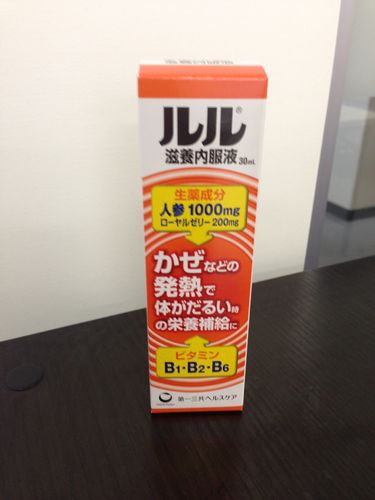 ルル®
滋養内服液 30mL
生薬成分
人参 1000mg
ローヤルゼリー 200mg
かぜなどの
発熱で
体がだるい時
の栄養補給に
ビタミン
B1・B2・B6
第一三共ヘルスケア